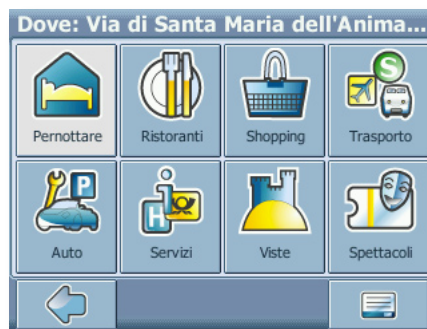 Dove: Via di Santa Maria dell'Anima...
Pernottare
Ristoranti
Shopping
Trasporto
S
P
H
i
Auto
Servizi
Viste
Spettacoli